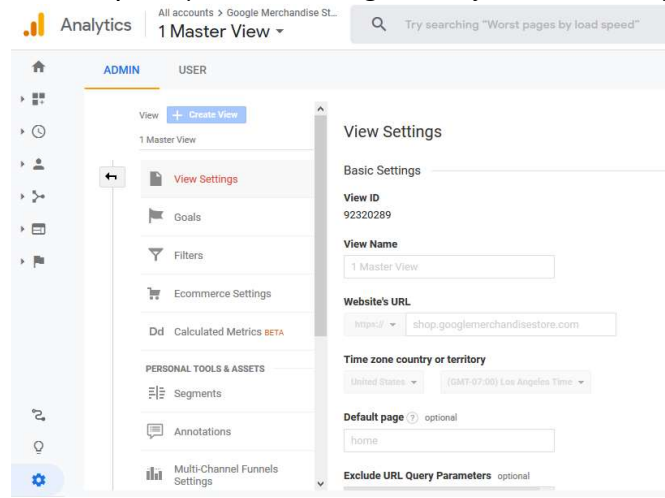 Analytics
All accounts > Google Merchandise St...
1 Master View
Try searching "Worst pages by load speed"
ADMIN
USER
View
+ Create View
1 Master View
View Settings
Goals
Filters
Ecommerce Settings
Dd Calculated Metrics BETA
PERSONAL TOOLS & ASSETS
Segments
Annotations
Multi-Channel Funnels
Settings
View Settings
Basic Settings
View ID
92320289
View Name
1 Master View
Website's URL
https:// shop.googlemerchandisestore.com
Time zone country or territory
United States (GMT-07:00) Los Angeles Time
Default page ? optional
home
Exclude URL Query Parameters optional